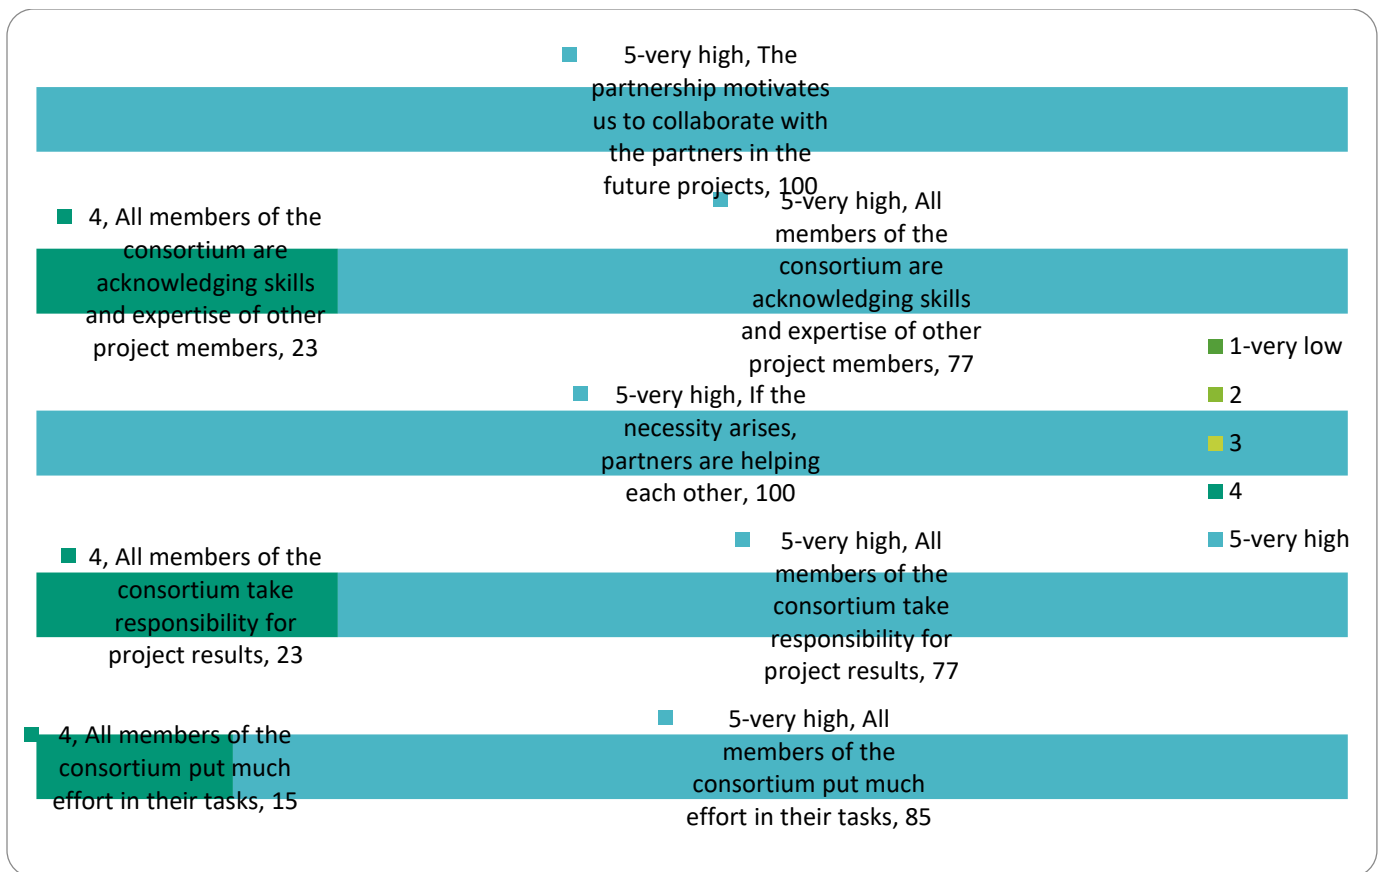 5-very high, The
partnership motivates
us to collaborate with
the partners in the
future projects, 100
4, All members of the
consortium are
acknowledging skills
and expertise of other
project members, 23
5-very high, All
members of the
consortium are
acknowledging skills
and expertise of other
project members, 77
5-very high, If the
necessity arises,
partners are helping
each other, 100
4, All members of the
consortium take
responsibility for
project results, 23
5-very high, All
members of the
consortium take
responsibility for
project results, 77
4, All members of the
consortium put much
effort in their tasks, 15
5-very high, All
members of the
consortium put much
effort in their tasks, 85
1-very low
2
3
4
5-very high